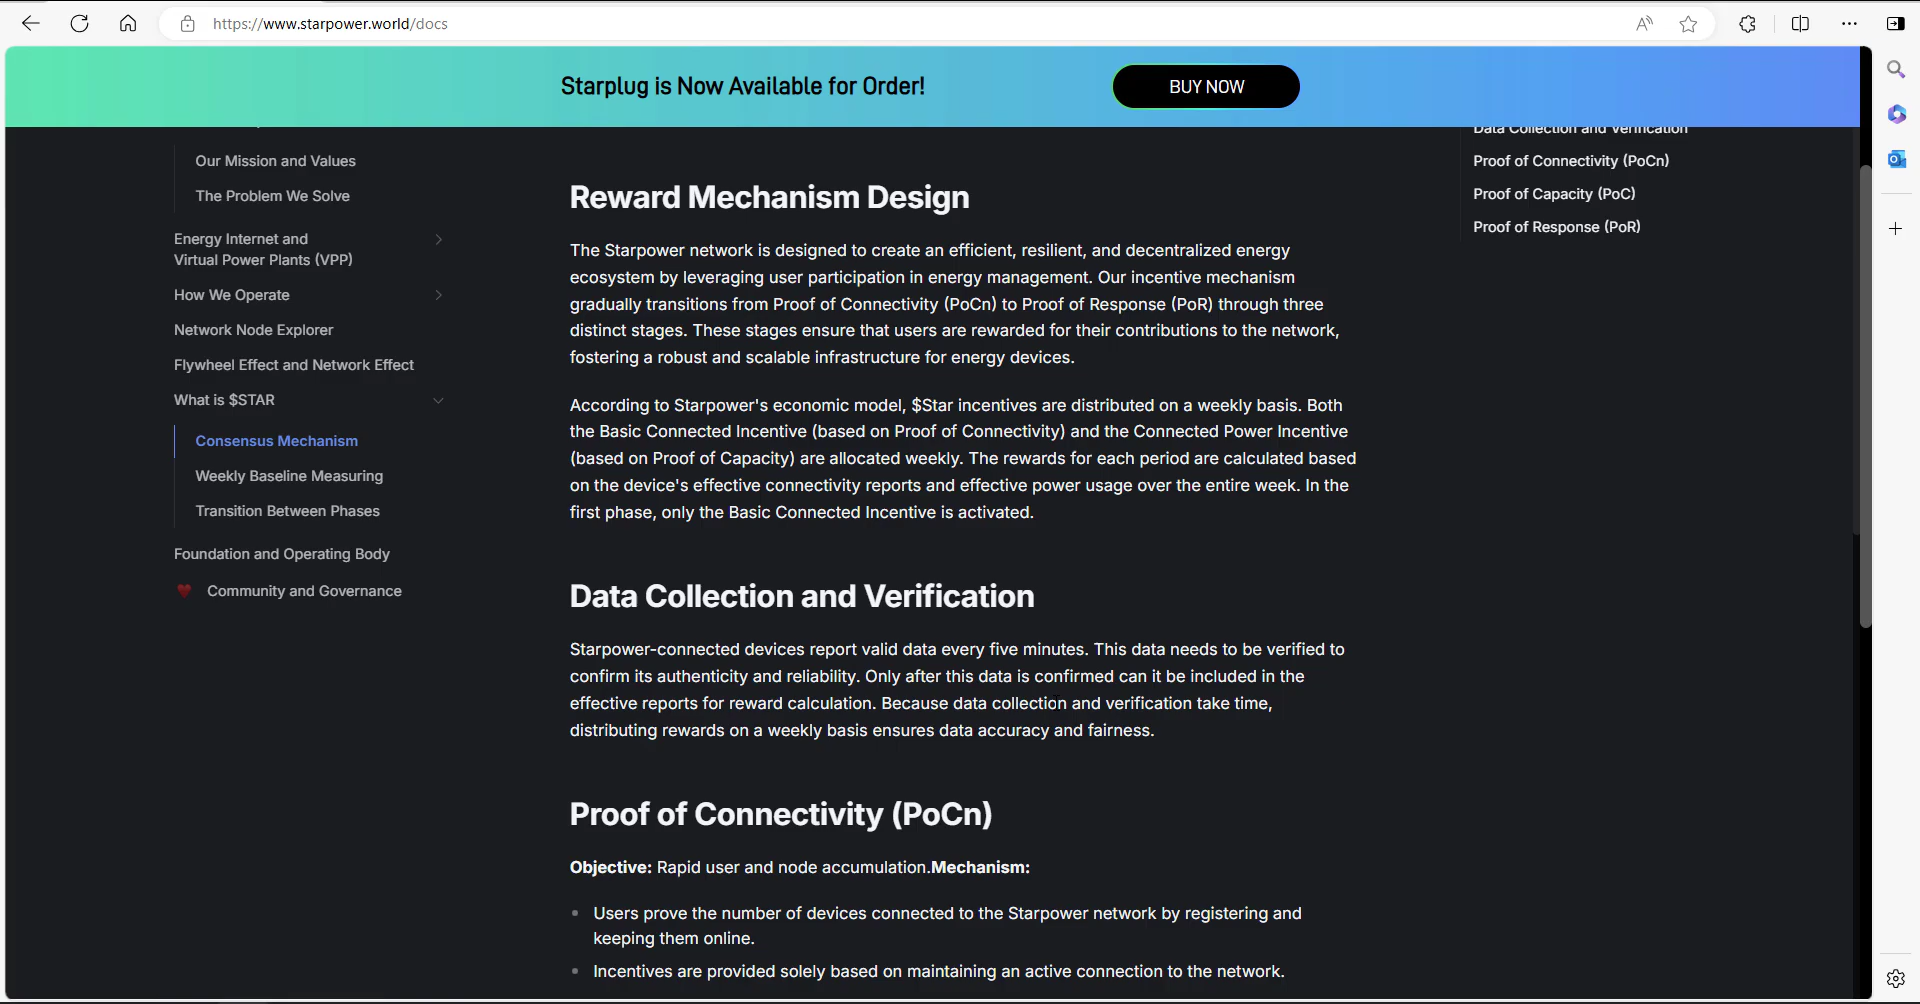 https://www.starpower.world/docs
Starplug is Now Available for Order!
BUY NOW
Our Mission and Values
The Problem We Solve
Energy Internet and
Virtual Power Plants (VPP)
How We Operate
Network Node Explorer
Flywheel Effect and Network Effect
What is $STAR
Consensus Mechanism
Weekly Baseline Measuring
Transition Between Phases
Foundation and Operating Body
Community and Governance
Reward Mechanism Design
The Starpower network is designed to create an efficient, resilient, and decentralized energy
ecosystem by leveraging user participation in energy management. Our incentive mechanism
gradually transitions from Proof of Connectivity (PoCn) to Proof of Response (PoR) through three
distinct stages. These stages ensure that users are rewarded for their contributions to the network,
fostering a robust and scalable infrastructure for energy devices.
According to Starpower's economic model, $Star incentives are distributed on a weekly basis. Both
the Basic Connected Incentive (based on Proof of Connectivity) and the Connected Power Incentive
(based on Proof of Capacity) are allocated weekly. The rewards for each period are calculated based
on the device's effective connectivity reports and effective power usage over the entire week. In the
first phase, only the Basic Connected Incentive is activated.
Data Collection and Verification
Starpower-connected devices report valid data every five minutes. This data needs to be verified to
confirm its authenticity and reliability. Only after this data is confirmed can it be included in the
effective reports for reward calculation. Because data collection and verification take time,
distributing rewards on a weekly basis ensures data accuracy and fairness.
Proof of Connectivity (PoCn)
Objective: Rapid user and node accumulation.Mechanism:
Users prove the number of devices connected to the Starpower network by registering and
keeping them online.
Incentives are provided solely based on maintaining an active connection to the network.
Data Collection and Verification
Proof of Connectivity (PoCn)
Proof of Capacity (PoC)
Proof of Response (PoR)